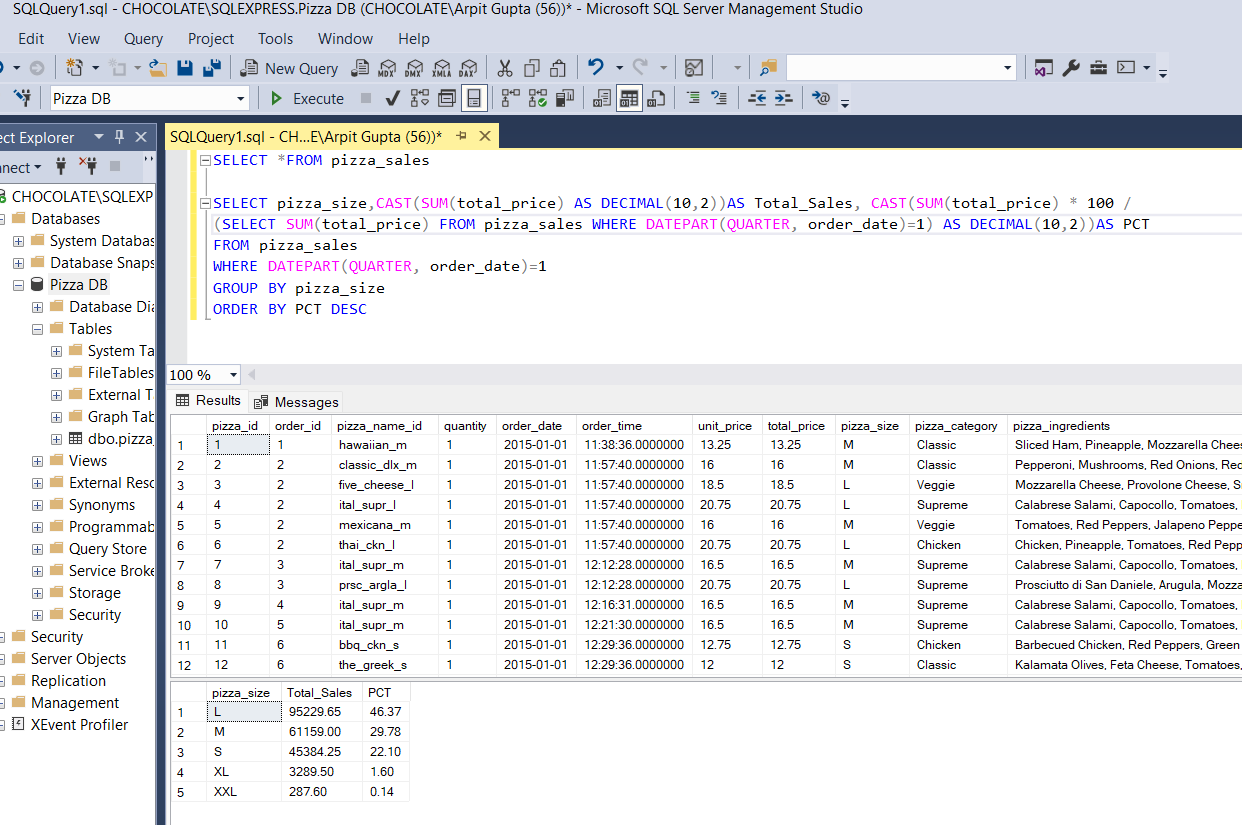 SQLQuery1.sql - CHOCOLATE\SQLEXPRESS.Pizza DB (CHOCOLATE\Arpit Gupta (56))* - Microsoft SQL Server Management Studio
Edit View Query Project Tools Window Help
New Query MDX DMX XMLA DAX
Pizza DB Execute
ect Explorer
nnect
CHOCOLATE\SQLEXP
Databases
System Databas
Database Snaps
Pizza DB
Database Dia
Tables
System Ta
FileTables
External T
Graph Tab
dbo.pizza_
Views
External Reso
Synonyms
Programmab
Query Store
Service Broke
Storage
Security
Security
Server Objects
Replication
Management
XEvent Profiler
SQLQuery1.sql - CH...E\Arpit Gupta (56))*
SELECT *FROM pizza_sales
SELECT pizza_size,CAST(SUM(total_price) AS DECIMAL(10,2))AS Total_Sales, CAST(SUM(total_price) * 100 /
(SELECT SUM(total_price) FROM pizza_sales WHERE DATEPART(QUARTER, order_date)=1) AS DECIMAL(10,2))AS PCT
FROM pizza_sales
WHERE DATEPART(QUARTER, order_date)=1
GROUP BY pizza_size
ORDER BY PCT DESC
100 %
Results Messages
pizza_id order_id pizza_name_id quantity order_date order_time unit_price total_price pizza_size pizza_category pizza_ingredients
1 1 1 hawaiian_m 1 2015-01-01 11:38:36.0000000 13.25 13.25 M Classic Sliced Ham, Pineapple, Mozzarella Chees
2 2 2 classic_dlx_m 1 2015-01-01 11:57:40.0000000 16 16 M Classic Pepperoni, Mushrooms, Red Onions, Red
3 3 2 five_cheese_l 1 2015-01-01 11:57:40.0000000 18.5 18.5 L Veggie Mozzarella Cheese, Provolone Cheese, S
4 4 2 ital_supr_l 1 2015-01-01 11:57:40.0000000 20.75 20.75 L Supreme Calabrese Salami, Capocollo, Tomatoes,
5 5 2 mexicana_m 1 2015-01-01 11:57:40.0000000 16 16 M Veggie Tomatoes, Red Peppers, Jalapeno Peppe
6 6 2 thai_ckn_l 1 2015-01-01 11:57:40.0000000 20.75 20.75 L Chicken Chicken, Pineapple, Tomatoes, Red Pepp
7 7 3 ital_supr_m 1 2015-01-01 12:12:28.0000000 16.5 16.5 M Supreme Calabrese Salami, Capocollo, Tomatoes,
8 8 3 prsc_argla_l 1 2015-01-01 12:12:28.0000000 20.75 20.75 L Supreme Prosciutto di San Daniele, Arugula, Mozza
9 9 4 ital_supr_m 1 2015-01-01 12:16:31.0000000 16.5 16.5 M Supreme Calabrese Salami, Capocollo, Tomatoes,
10 10 5 ital_supr_m 1 2015-01-01 12:21:30.0000000 16.5 16.5 M Supreme Calabrese Salami, Capocollo, Tomatoes,
11 11 6 bbq_ckn_s 1 2015-01-01 12:29:36.0000000 12.75 12.75 S Chicken Barbecued Chicken, Red Peppers, Green
12 12 6 the_greek_s 1 2015-01-01 12:29:36.0000000 12 12 S Classic Kalamata Olives, Feta Cheese, Tomatoes,
pizza_size Total_Sales PCT
1 L 95229.65 46.37
2 M 61159.00 29.78
3 S 45384.25 22.10
4 XL 3289.50 1.60
5 XXL 287.60 0.14